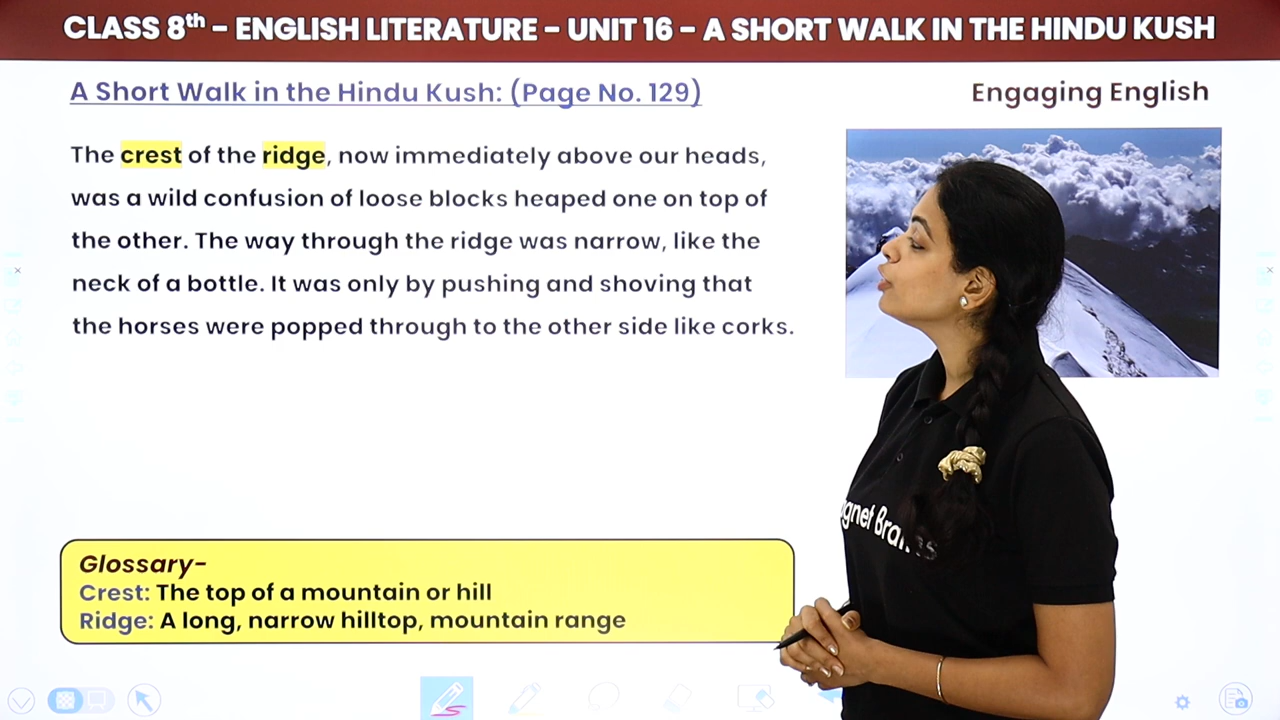 CLASS 8th – ENGLISH LITERATURE – UNIT 16 – A SHORT WALK IN THE HINDU KUSH
A Short Walk in the Hindu Kush: (Page No. 129)
Engaging English
The crest of the ridge, now immediately above our heads,
was a wild confusion of loose blocks heaped one on top of
the other. The way through the ridge was narrow, like the
neck of a bottle. It was only by pushing and shoving that
the horses were popped through to the other side like corks.
Glossary-
Crest: The top of a mountain or hill
Ridge: A long, narrow hilltop, mountain range